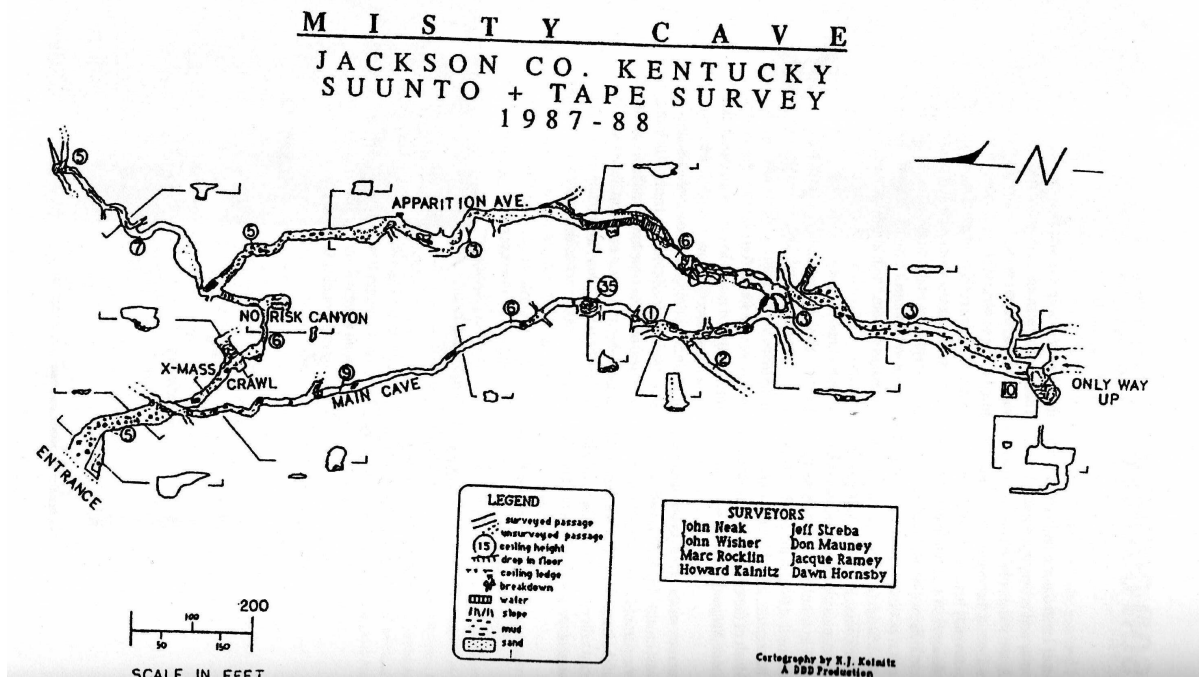 MISTY CAVE
JACKSON CO. KENTUCKY
SUUNTO + TAPE SURVEY
1987-88
N
5
7
5
APPARITION AVE.
3
6
3
3
NO RISK CANYON
6
35
6
1
2
X-MASS CRAWL
9
MAIN CAVE
5
ENTRANCE
10
ONLY WAY
UP
LEGEND
surveyed passage
unsurveyed passage
15 ceiling height
drop in floor
ceiling ledge
breakdown
water
slope
mud
sand
SURVEYORS
John Neak Jeff Streba
John Wisher Don Mauney
Marc Rocklin Jacque Ramey
Howard Kalnitz Dawn Hornsby
200
100
50 150
SCALE IN FEET
Cartography by H.J. Kalnitz
A DBD Production